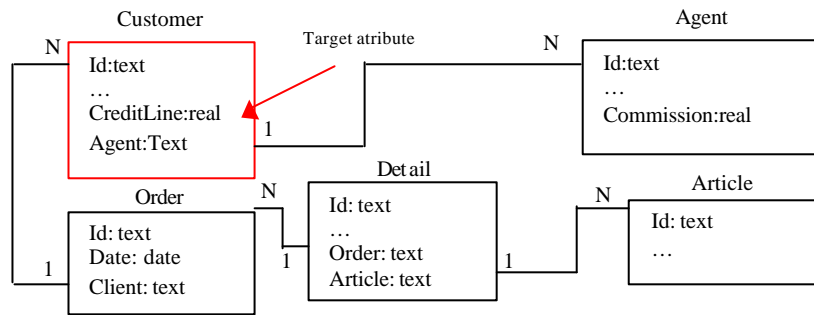 Customer
Agent
Target atribute
N
N
Id:text
…
CreditLine:real
Agent:Text
1
Id:text
…
Commission:real
Order
N
Detail
N
Article
Id: text
Date: date
Client: text
1
1
Id: text
…
Order: text
Article: text
1
Id: text
…